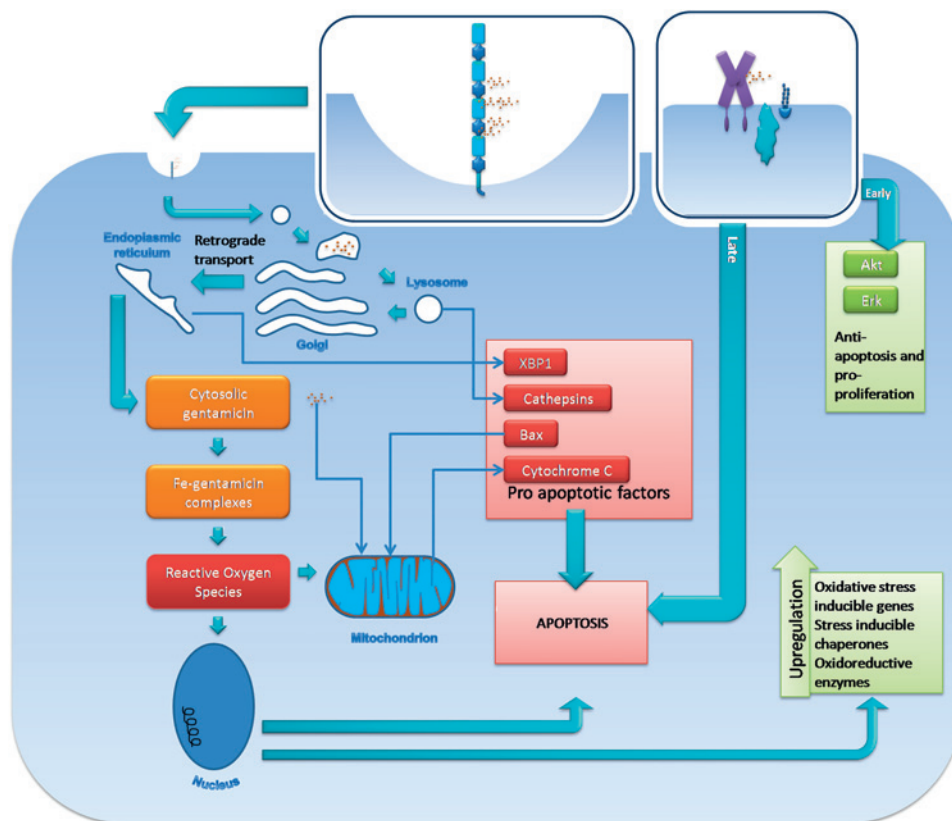 Early
Late
Akt
Erk
Anti-
apoptosis and
pro-
proliferation
Endoplasmic
reticulum
Retrograde
transport
Lysosome
Golgi
XBP1
Cathepsins
Bax
Cytochrome C
Pro apoptotic factors
Cytosolic
gentamicin
Fe-gentamicin
complexes
Reactive Oxygen
Species
Mitochondrion
APOPTOSIS
Upregulation
Oxidative stress
inducible genes
Stress inducible
chaperones
Oxidoreductive
enzymes
Nucleus